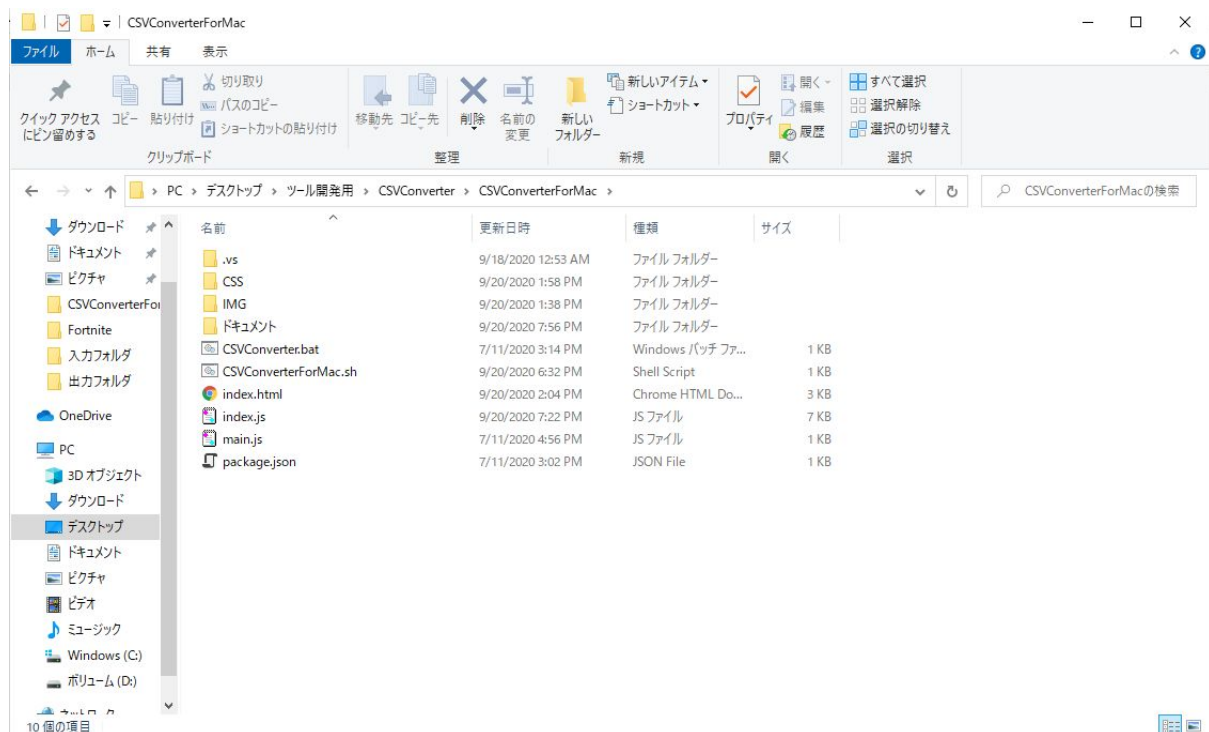 CSVConverterForMac
ファイル ホーム 共有 表示
クイック アクセス
にピン留めする
コピー
貼り付け
切り取り
パスのコピー
ショートカットの貼り付け
クリップボード
移動先 コピー先 削除 名前の
変更
整理
新しい
フォルダー
新しいアイテム
ショートカット
新規
プロパティ
開く
編集
履歴
開く
すべて選択
選択解除
選択の切り替え
選択
PC › デスクトップ › ツール開発用 › CSVConverter › CSVConverterForMac ›
CSVConverterForMacの検索
ダウンロード
ドキュメント
ピクチャ
CSVConverterFor
Fortnite
入力フォルダ
出力フォルダ
OneDrive
PC
3D オブジェクト
ダウンロード
デスクトップ
ドキュメント
ピクチャ
ビデオ
ミュージック
Windows (C:)
ボリューム (D:)
名前 更新日時 種類 サイズ
.vs 9/18/2020 12:53 AM ファイル フォルダー
CSS 9/20/2020 1:58 PM ファイル フォルダー
IMG 9/20/2020 1:38 PM ファイル フォルダー
ドキュメント 9/20/2020 7:56 PM ファイル フォルダー
CSVConverter.bat 7/11/2020 3:14 PM Windows バッチ ファ... 1 KB
CSVConverterForMac.sh 9/20/2020 6:32 PM Shell Script 1 KB
index.html 9/20/2020 2:04 PM Chrome HTML Do... 3 KB
index.js 9/20/2020 7:22 PM JS ファイル 7 KB
main.js 7/11/2020 4:56 PM JS ファイル 1 KB
package.json 7/11/2020 3:02 PM JSON File 1 KB
10 個の項目